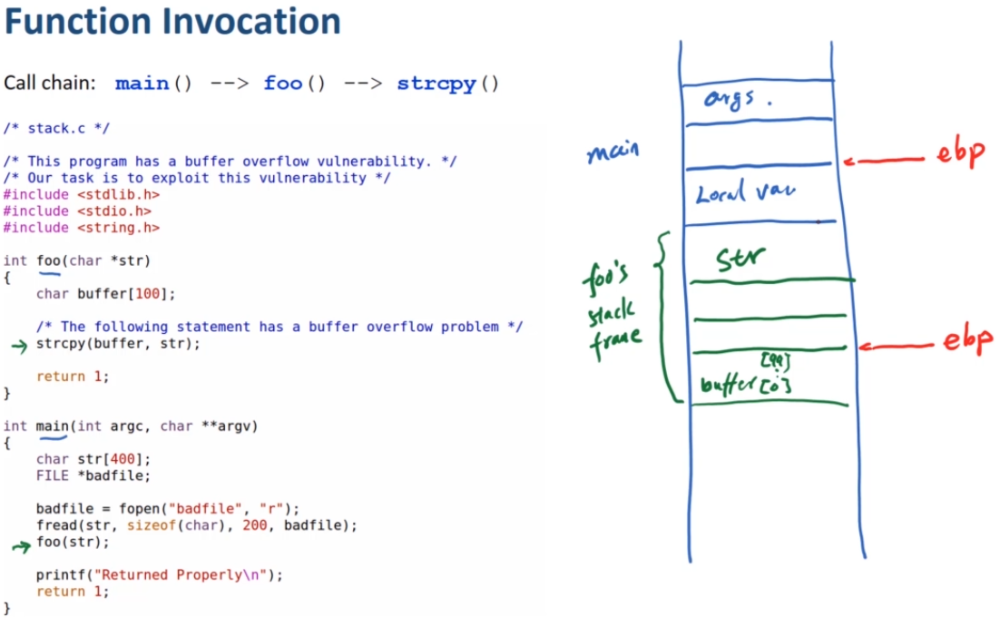 Function Invocation
Call chain: main() --> foo() --> strcpy()
/* stack.c */
/* This program has a buffer overflow vulnerability. */
/* Our task is to exploit this vulnerability */
#include <stdlib.h>
#include <stdio.h>
#include <string.h>
int foo(char *str)
{
char buffer[100];
/* The following statement has a buffer overflow problem */
strcpy(buffer, str);
return 1;
}
int main(int argc, char **argv)
{
char str[400];
FILE *badfile;
badfile = fopen("badfile", "r");
fread(str, sizeof(char), 200, badfile);
foo(str);
printf("Returned Properly\n");
return 1;
}
args.
main
ebp
Local var
str
foo's
stack
frame
ebp
[99]
buffer[0]